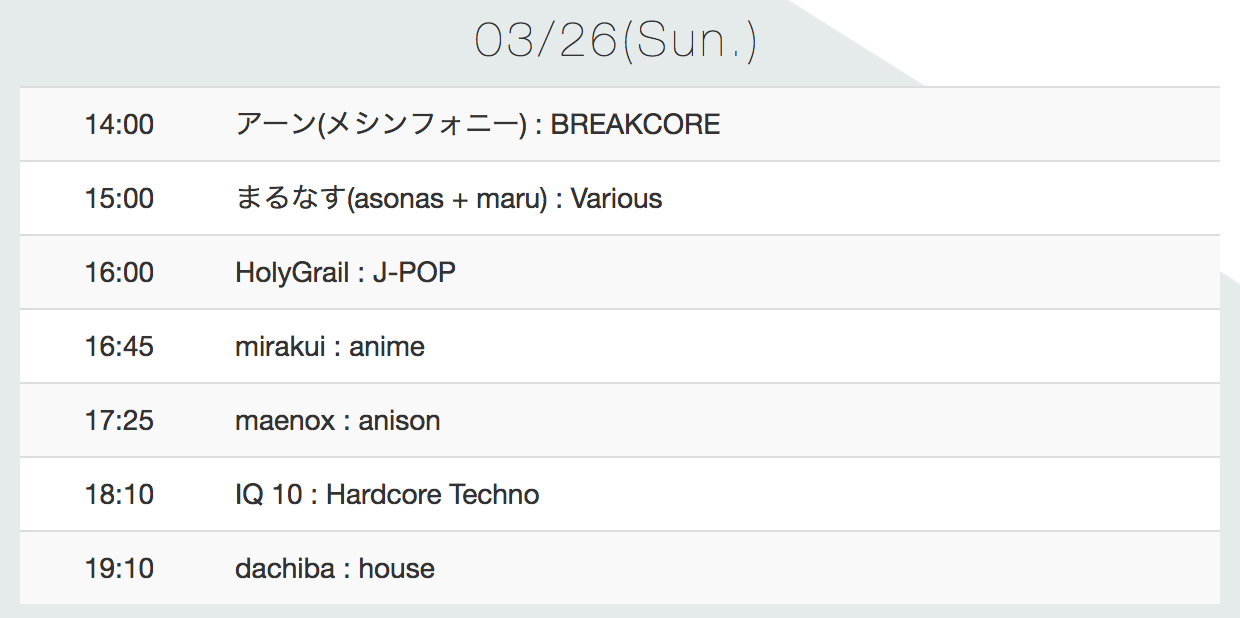 03/26(Sun.)
14:00 アーン(メシンフォニー) : BREAKCORE
15:00 まるなす(asonas + maru) : Various
16:00 HolyGrail : J-POP
16:45 mirakui : anime
17:25 maenox : anison
18:10 IQ 10 : Hardcore Techno
19:10 dachiba : house